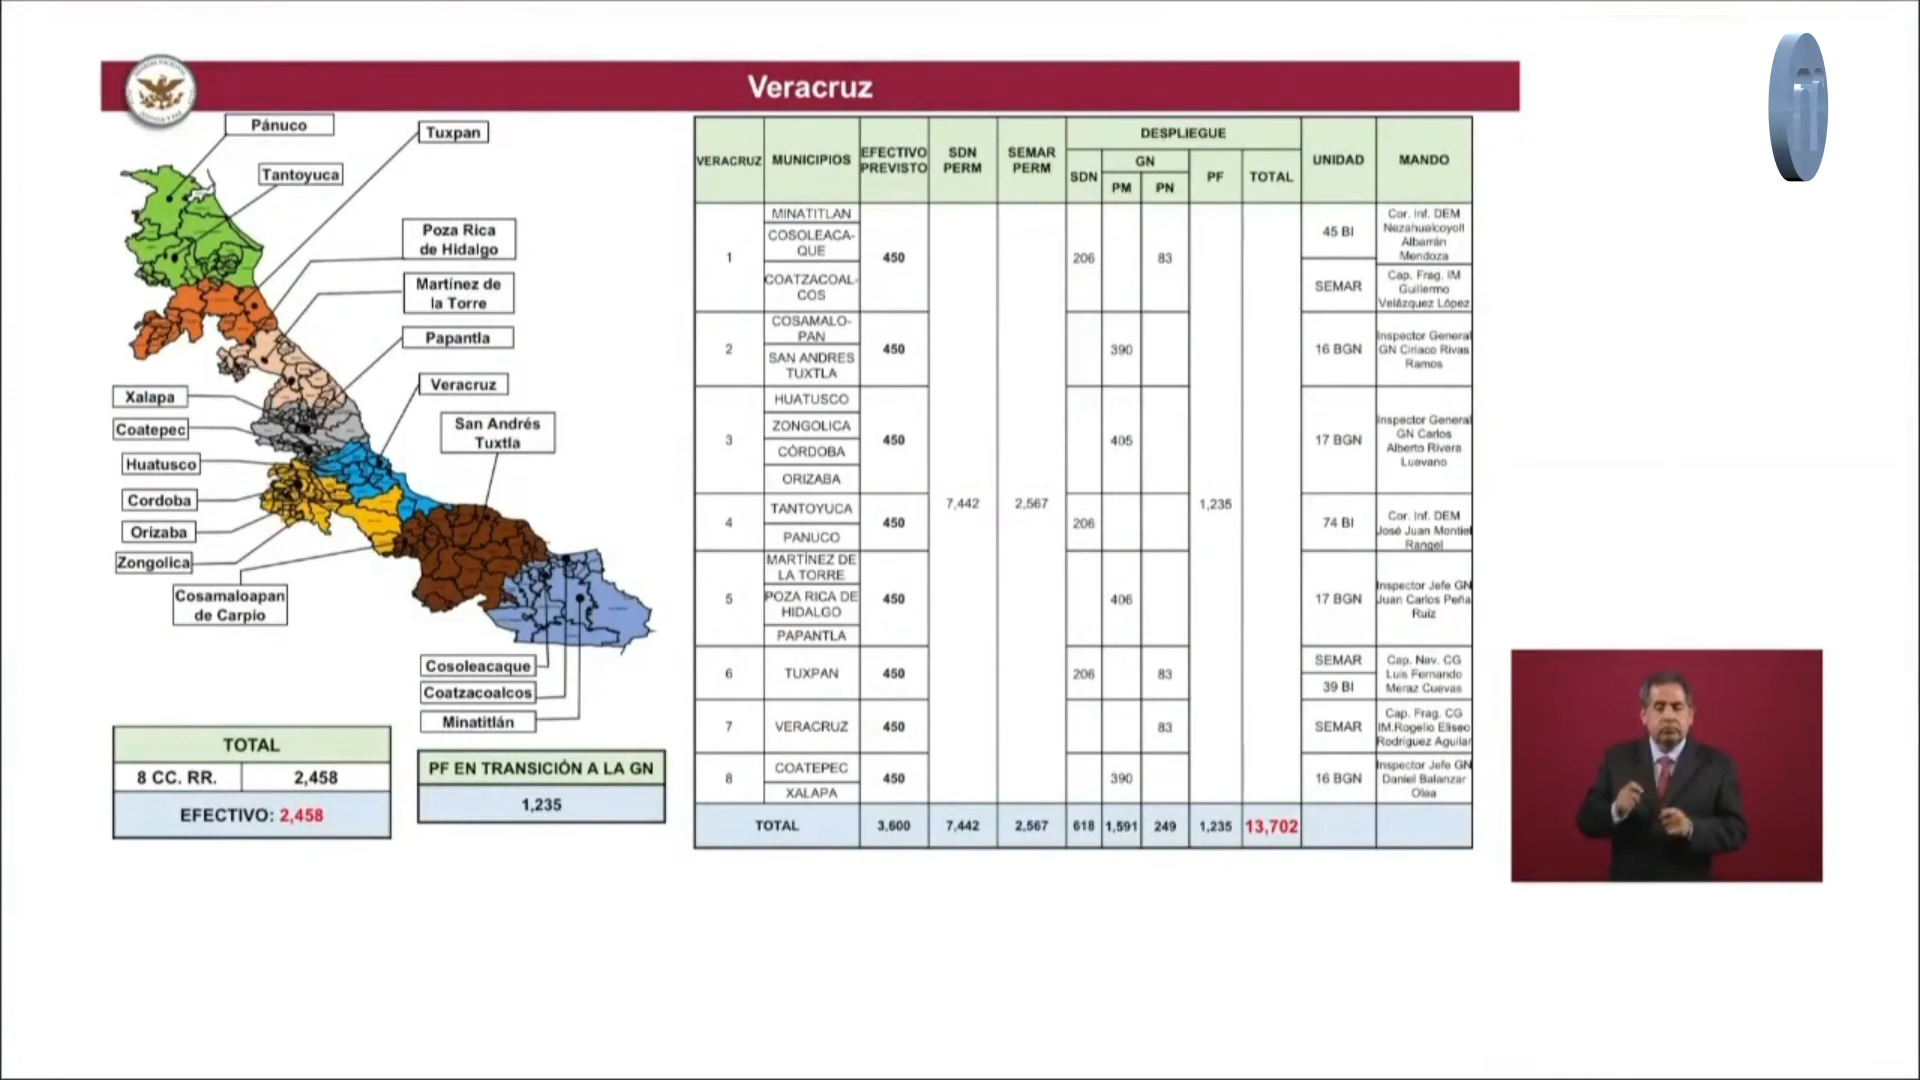 Veracruz
Pánuco
Tuxpan
Tantoyuca
Poza Rica
de Hidalgo
Martínez de
la Torre
Papantla
Xalapa
Veracruz
Coatepec
San Andrés
Tuxtla
Huatusco
Cordoba
Orizaba
Zongolica
Cosamaloapan
de Carpio
Cosoleacaque
Coatzacoalcos
Minatitlán
TOTAL
8 CC. RR. 2,458
EFECTIVO: 2,458
PF EN TRANSICIÓN A LA GN
1,235
VERACRUZ MUNICIPIOS EFECTIVO PREVISTO SDN PERM SEMAR PERM DESPLIEGUE UNIDAD MANDO
SDN GN PF TOTAL
PM PN
1 MINATITLAN 450 206 83 45 BI Cor. Inf. DEM Nezahualcoyotl Albarrán Mendoza
COSOLEACA-
QUE
COATZACOAL-
COS SEMAR Cap. Frag. IM Guillermo Velázquez López
2 COSAMALO-
PAN 450 390 16 BGN Inspector General GN Ciriaco Rivas Ramos
SAN ANDRES
TUXTLA
3 HUATUSCO 450 405 17 BGN Inspector General GN Carlos Alberto Rivera Luevano
ZONGOLICA
CÓRDOBA
ORIZABA
7,442 2,567 1,235
4 TANTOYUCA 450 206 74 BI Cor. Inf. DEM José Juan Montiel Rangel
PANUCO
5 MARTÍNEZ DE
LA TORRE 450 406 17 BGN Inspector Jefe GN Juan Carlos Peña Ruiz
POZA RICA DE
HIDALGO
PAPANTLA
6 TUXPAN 450 206 83 SEMAR 39 BI Cap. Nav. CG Luis Fernando Meraz Cuevas
7 VERACRUZ 450 83 SEMAR Cap. Frag. CG IM.Rogelio Eliseo Rodríguez Aguilar
8 COATEPEC 450 390 16 BGN Inspector Jefe GN Daniel Balanzar Olea
XALAPA
TOTAL 3,600 7,442 2,567 618 1,591 249 1,235 13,702